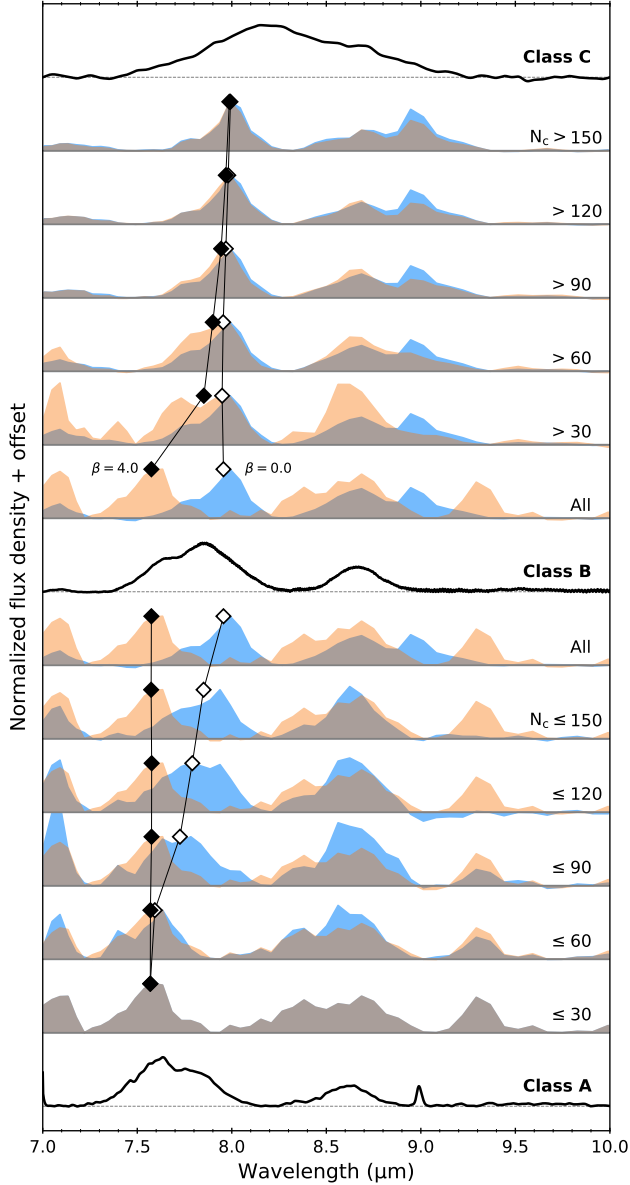 Class C
N_c > 150
> 120
> 90
> 60
> 30
β = 4.0
β = 0.0
All
Class B
All
N_c ≤ 150
≤ 120
≤ 90
≤ 60
≤ 30
Class A
Normalized flux density + offset
7.0 7.5 8.0 8.5 9.0 9.5 10.0
Wavelength (μm)